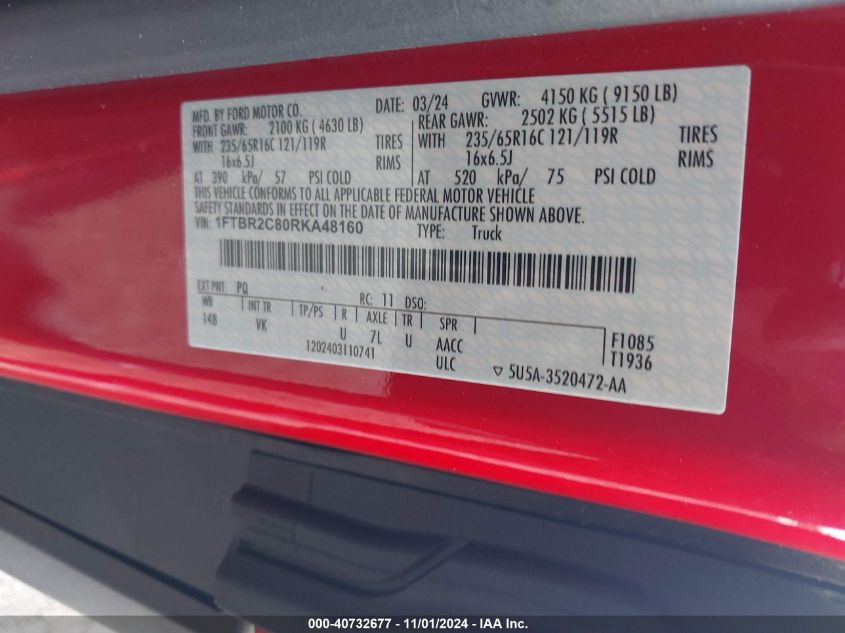 MFD. BY FORD MOTOR CO. DATE: 03/24 GVWR: 4150 KG ( 9150 LB)
FRONT GAWR: 2100 KG ( 4630 LB) REAR GAWR: 2502 KG ( 5515 LB)
WITH 235/65R16C 121/119R TIRES WITH 235/65R16C 121/119R TIRES
16x6.5J RIMS 16x6.5J RIMS
AT 390 kPa/ 57 PSI COLD AT 520 kPa/ 75 PSI COLD
THIS VEHICLE CONFORMS TO ALL APPLICABLE FEDERAL MOTOR VEHICLE
SAFETY STANDARDS IN EFFECT ON THE DATE OF MANUFACTURE SHOWN ABOVE.
VIN: 1FTBR2C80RKA48160 TYPE: Truck
EXT PNT: PQ RC: 11 DSO:
WB INT TR TP/PS R AXLE TR SPR
148 VK U 7L U AACC F1085
1202403110741 ULC T1936
▽ 5U5A-3520472-AA
000-40732677 - 11/01/2024 - IAA Inc.